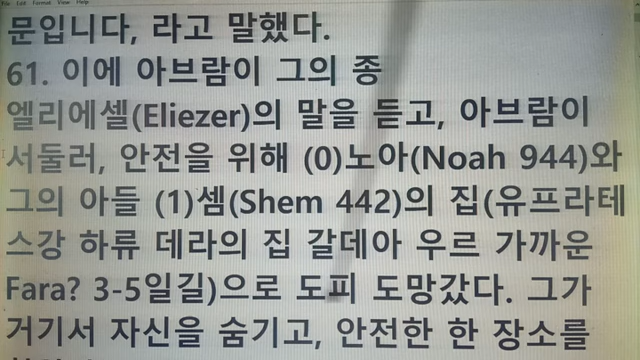 File Edit Format View Help
문입니다, 라고 말했다.
61. 이에 아브람이 그의 종
엘리에셀(Eliezer)의 말을 듣고, 아브람이
서둘러, 안전을 위해 (0)노아(Noah 944)와
그의 아들 (1)셈(Shem 442)의 집(유프라테
스강 하류 데라의 집 갈데아 우르 가까운
Fara? 3-5일길)으로 도피 도망갔다. 그가
거기서 자신을 숨기고, 안전한 한 장소를